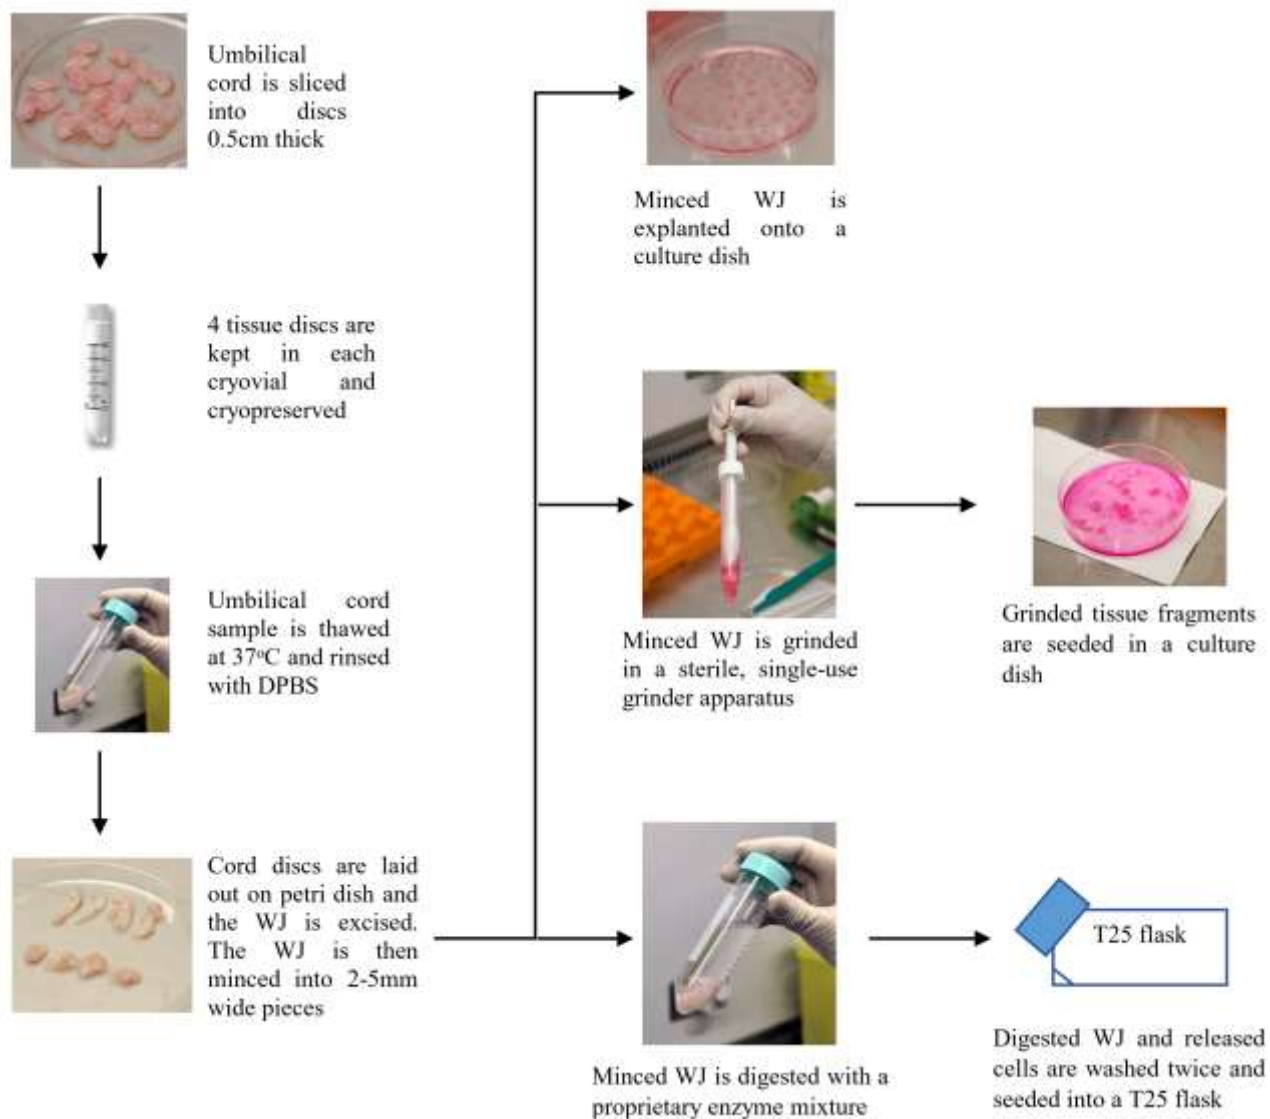 Umbilical
cord is sliced
into discs
0.5cm thick
4 tissue discs are
kept in each
cryovial and
cryopreserved
Umbilical cord
sample is thawed
at 37°C and rinsed
with DPBS
Cord discs are laid
out on petri dish and
the WJ is excised.
The WJ is then
minced into 2-5mm
wide pieces
Minced WJ is
explanted onto a
culture dish
Minced WJ is grinded
in a sterile, single-use
grinder apparatus
Grinded tissue fragments
are seeded in a culture
dish
Minced WJ is digested with a
proprietary enzyme mixture
T25 flask
Digested WJ and released
cells are washed twice and
seeded into a T25 flask